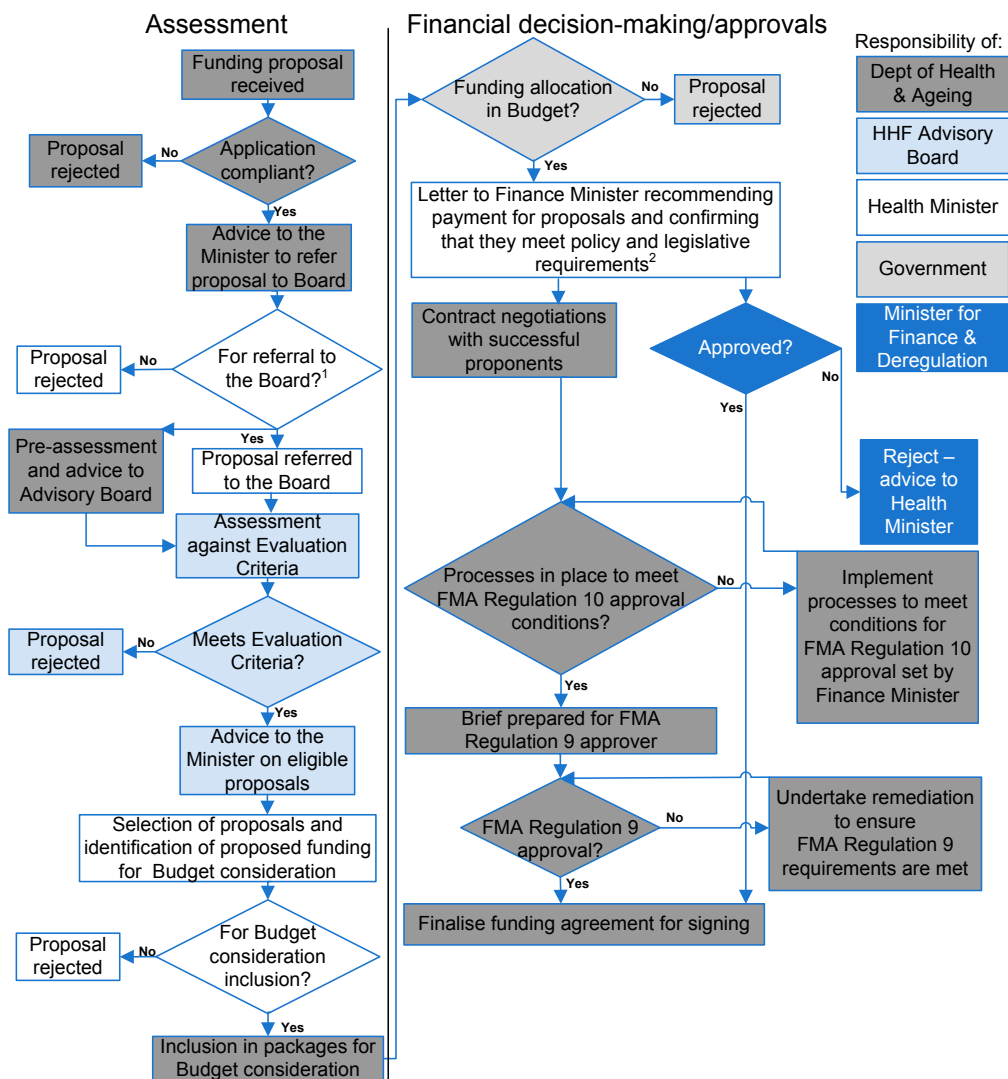 Assessment
Funding proposal
received
Proposal
rejected
No
Application
compliant?
Yes
Advice to the
Minister to refer
proposal to Board
Proposal
rejected
No
For referral to
the Board?1
Yes
Pre-assessment
and advice to
Advisory Board
Proposal referred
to the Board
Assessment
against Evaluation
Criteria
Proposal
rejected
No
Meets Evaluation
Criteria?
Yes
Advice to the
Minister on eligible
proposals
Selection of proposals and
identification of proposed funding
for Budget consideration
Proposal
rejected
No
For Budget
consideration
inclusion?
Yes
Inclusion in packages for
Budget consideration
Financial decision-making/approvals
Funding allocation
in Budget?
No
Proposal
rejected
Yes
Letter to Finance Minister recommending
payment for proposals and confirming
that they meet policy and legislative
requirements2
Contract negotiations
with successful
proponents
Approved?
No
Yes
Reject –
advice to
Health
Minister
Processes in place to meet
FMA Regulation 10 approval
conditions?
No
Implement
processes to meet
conditions for
FMA Regulation 10
approval set by
Finance Minister
Yes
Brief prepared for FMA
Regulation 9 approver
FMA Regulation 9
approval?
No
Undertake remediation
to ensure
FMA Regulation 9
requirements are met
Yes
Finalise funding agreement for signing
Responsibility of:
Dept of Health
& Ageing
HHF Advisory
Board
Health Minister
Government
Minister for
Finance &
Deregulation